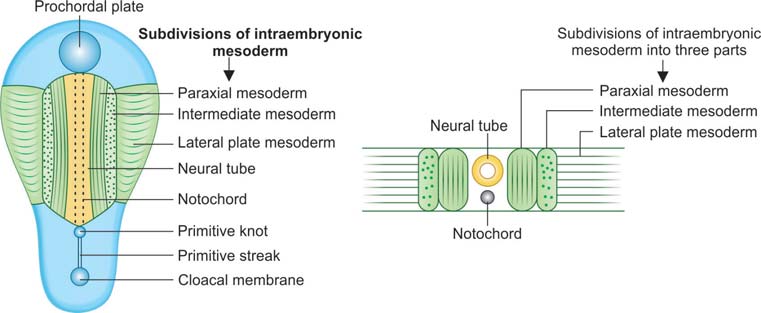 Prochordal plate
Subdivisions of intraembryonic
mesoderm
Paraxial mesoderm
Intermediate mesoderm
Lateral plate mesoderm
Neural tube
Notochord
Primitive knot
Primitive streak
Cloacal membrane
Subdivisions of intraembryonic
mesoderm into three parts
Paraxial mesoderm
Intermediate mesoderm
Lateral plate mesoderm
Neural tube
Notochord